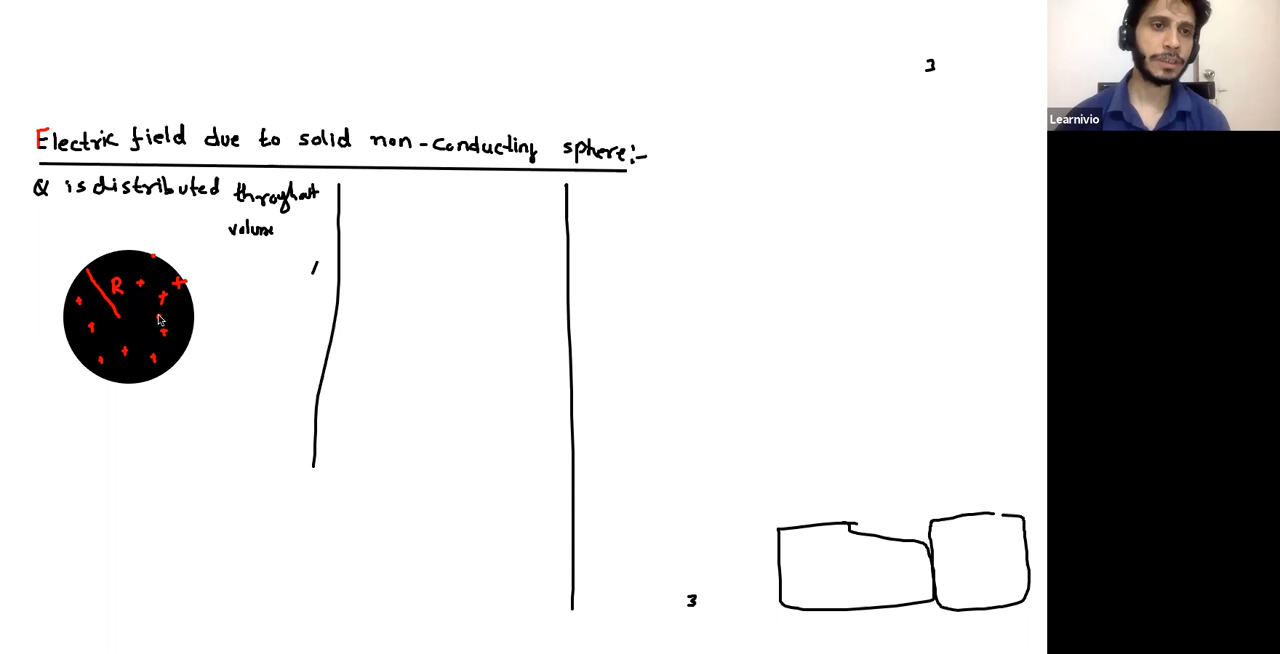 3
Learnivio
Electric field due to solid non-conducting sphere:-
Q is distributed throughout
volume
R
3